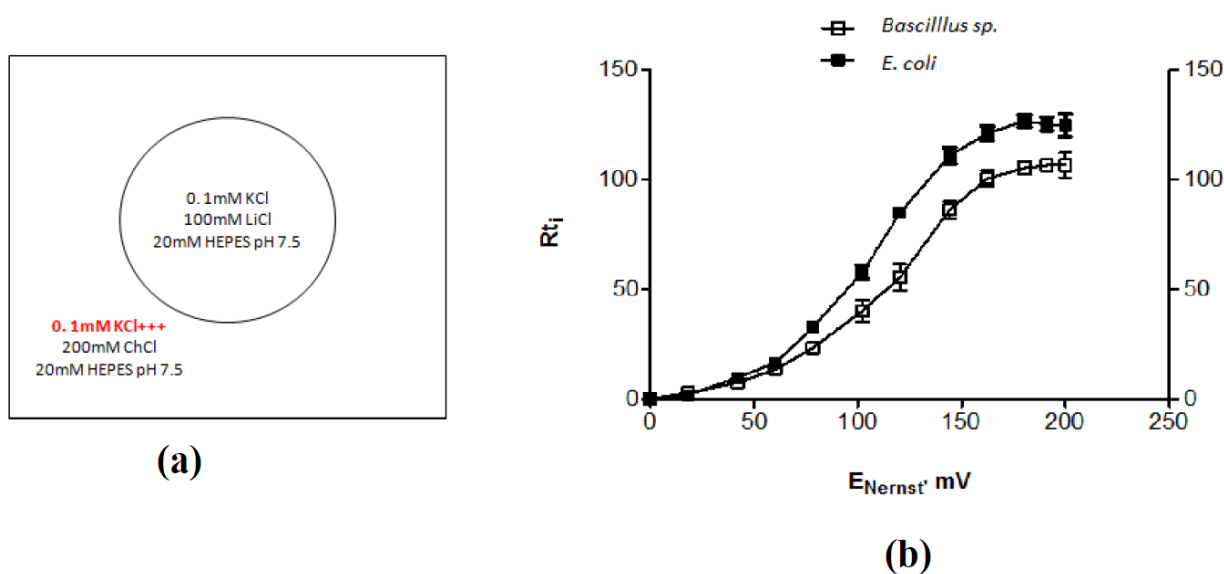 0.1mM KCl
100mM LiCl
20mM HEPES pH 7.5
0.1mM KCl+++
200mM ChCl
20mM HEPES pH 7.5
(a)
Bascilllus sp.
E. coli
150
100
50
0
Rti
150
100
50
0
0 50 100 150 200 250
ENernst, mV
(b)